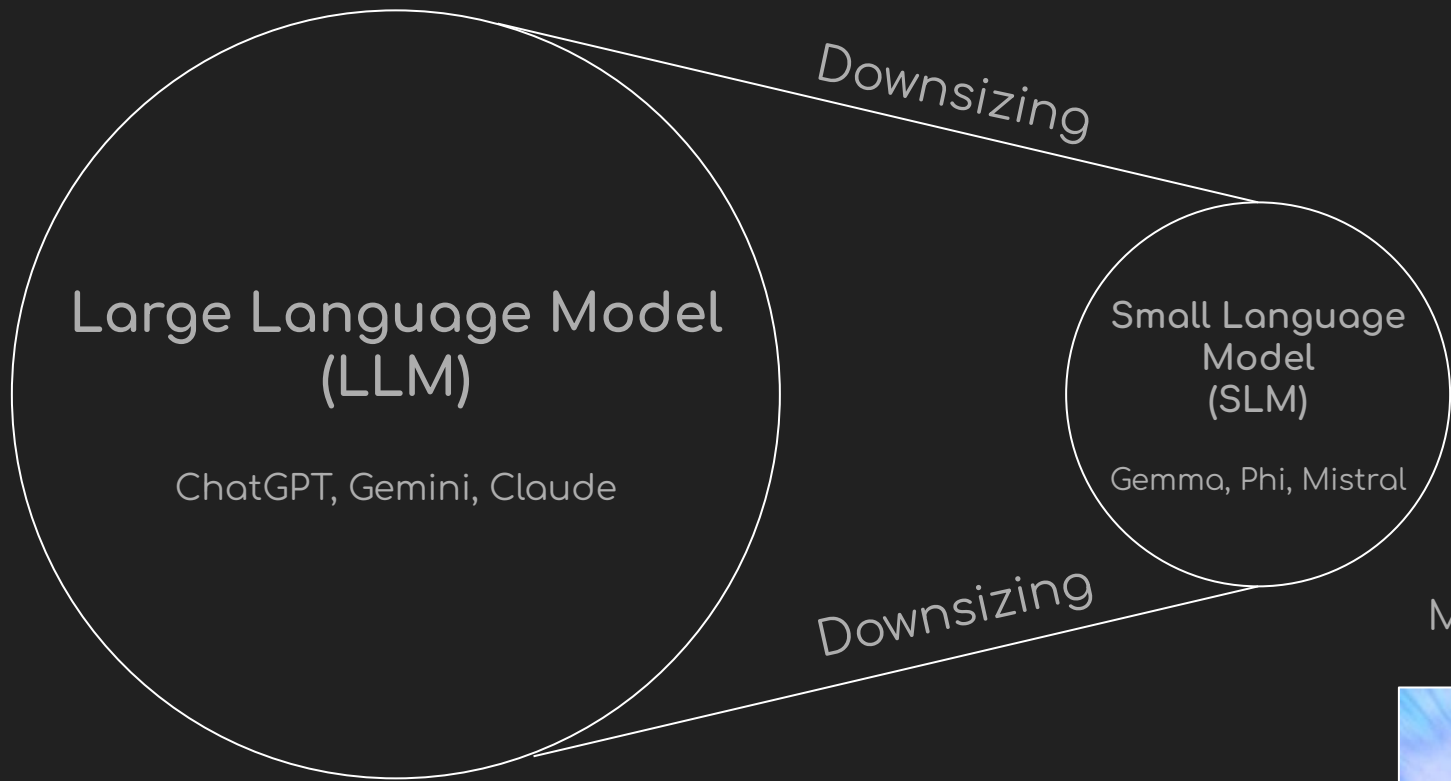 Downsizing
Large Language Model
(LLM)
ChatGPT, Gemini, Claude
Small Language
Model
(SLM)
Gemma, Phi, Mistral
Downsizing